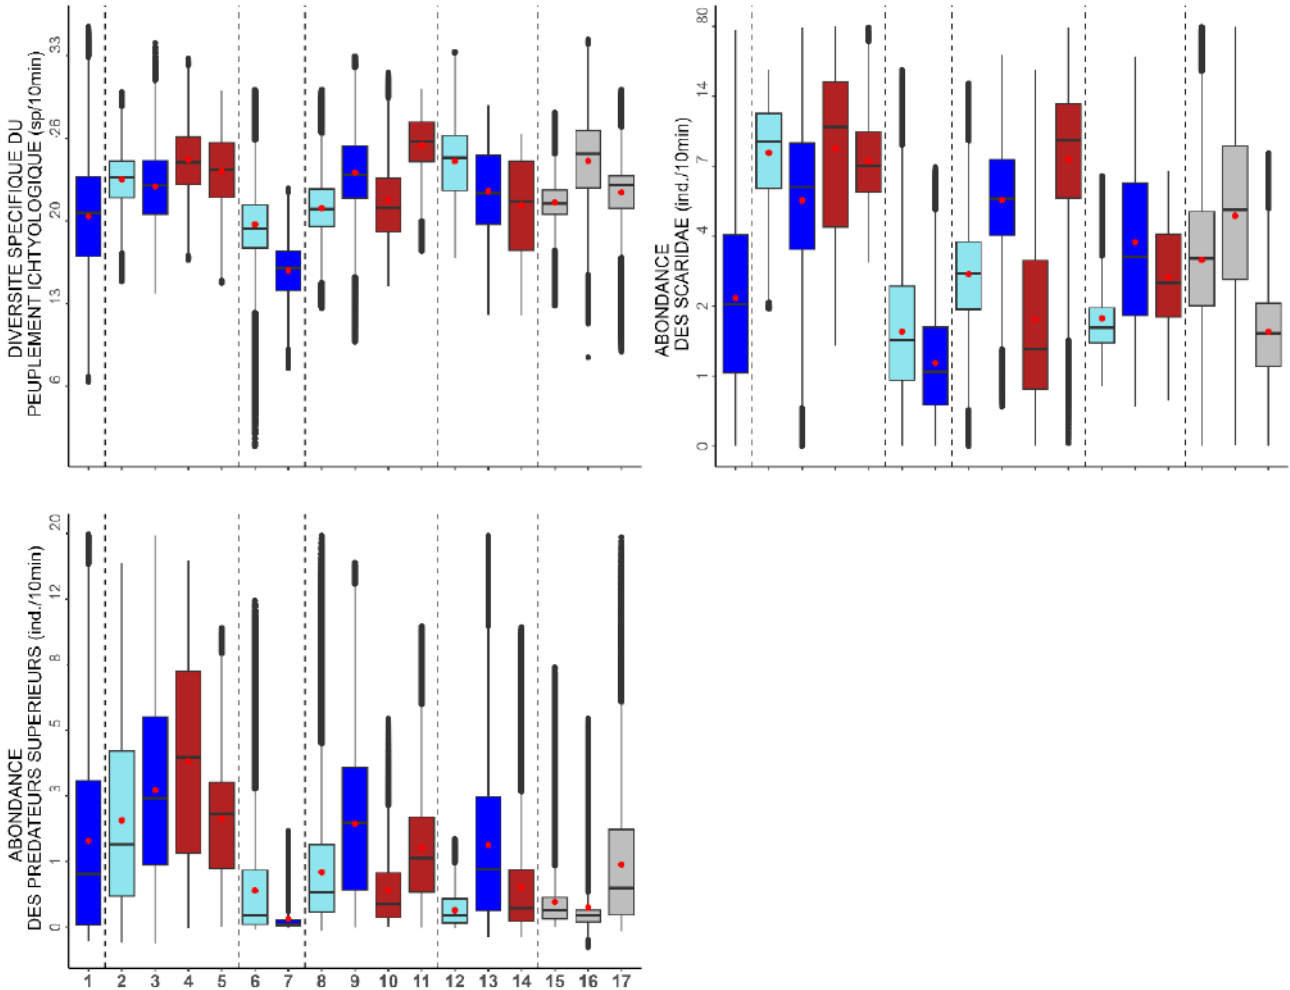 DIVERSITE SPECIFIQUE DU
PEUPLEMENT ICHTYOLOGIQUE (sp/10min)
33
26
20
13
6
ABONDANCE
DES SCARIDAE (ind./10min)
80
14
7
4
2
1
0
ABONDANCE
DES PREDATEURS SUPERIEURS (ind./10min)
20
12
8
5
3
1
0
1 2 3 4 5 6 7 8 9 10 11 12 13 14 15 16 17